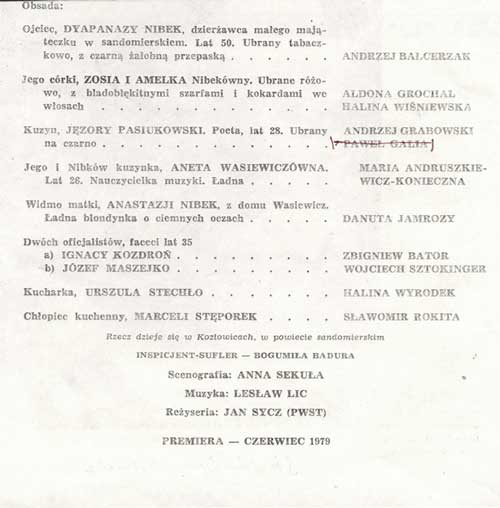 Obsada:
Ojciec, DYAPANAZY NIBEK, dzierżawca małego mają-
teczku w sandomierskiem. Lat 50. Ubrany tabacz-
kowo, z czarną żałobną przepaską . . . . . ANDRZEJ BALCERZAK
Jego córki, ZOSIA I AMELKA Nibekówny. Ubrane różo-
wo, z bladobłękitnymi szarfami i kokardami we ALDONA GROCHAL
włosach . . . . . . . . . . . . HALINA WIŚNIEWSKA
Kuzyn, JĘZORY PASIUKOWSKI. Poeta, lat 28. Ubrany ANDRZEJ GRABOWSKI
na czarno . . . . . . . . . . . . PAWEŁ GALIA
Jego i Nibków kuzynka, ANETA WASIEWICZÓWNA. MARIA ANDRUSZKIE-
Lat 26. Nauczycielka muzyki. Ładna . . . . . WICZ-KONIECZNA
Widmo matki, ANASTAZJI NIBEK, z domu Wasiewicz.
Ładna blondynka o ciemnych oczach . . . . . DANUTA JAMROZY
Dwóch oficjalistów, faceci lat 35
a) IGNACY KOZDROŃ . . . . . . . . ZBIGNIEW BATOR
b) JÓZEF MASZEJKO . . . . . . . . WOJCIECH SZTOKINGER
Kucharka, URSZULA STECHŁO . . . . . . HALINA WYRODEK
Chłopiec kuchenny, MARCELI STĘPOREK . . . . SŁAWOMIR ROKITA
Rzecz dzieje się w Kozłowicach, w powiecie sandomierskim
INSPICJENT-SUFLER — BOGUMIŁA BADURA
Scenografia: ANNA SEKUŁA
Muzyka: LESŁAW LIC
Reżyseria: JAN SYCZ (PWST)
PREMIERA — CZERWIEC 1979